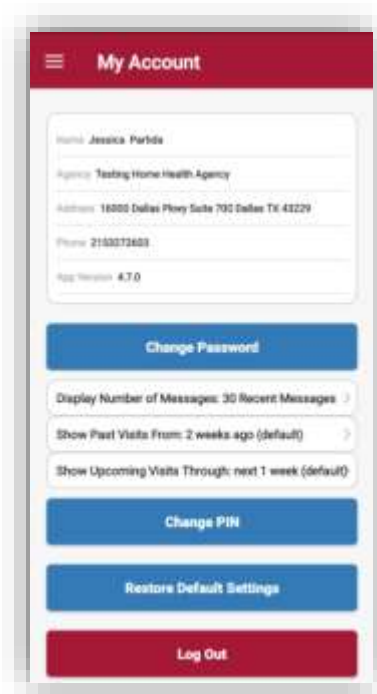 My Account
Name Jessica Partida
Agency Testing Home Health Agency
Address 16000 Dallas Pkwy Suite 700 Dallas TX 43229
Phone 2153072603
App Version 4.7.0
Change Password
Display Number of Messages: 30 Recent Messages
Show Past Visits From: 2 weeks ago (default)
Show Upcoming Visits Through: next 1 week (default)
Change PIN
Restore Default Settings
Log Out